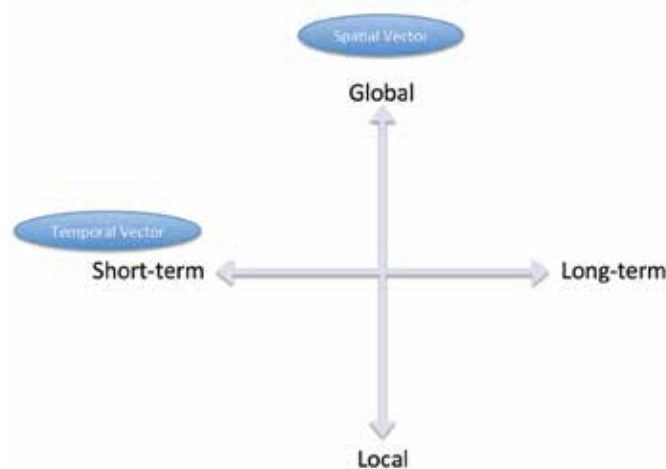 Spatial Vector
Global
Temporal Vector
Short-term
Long-term
Local